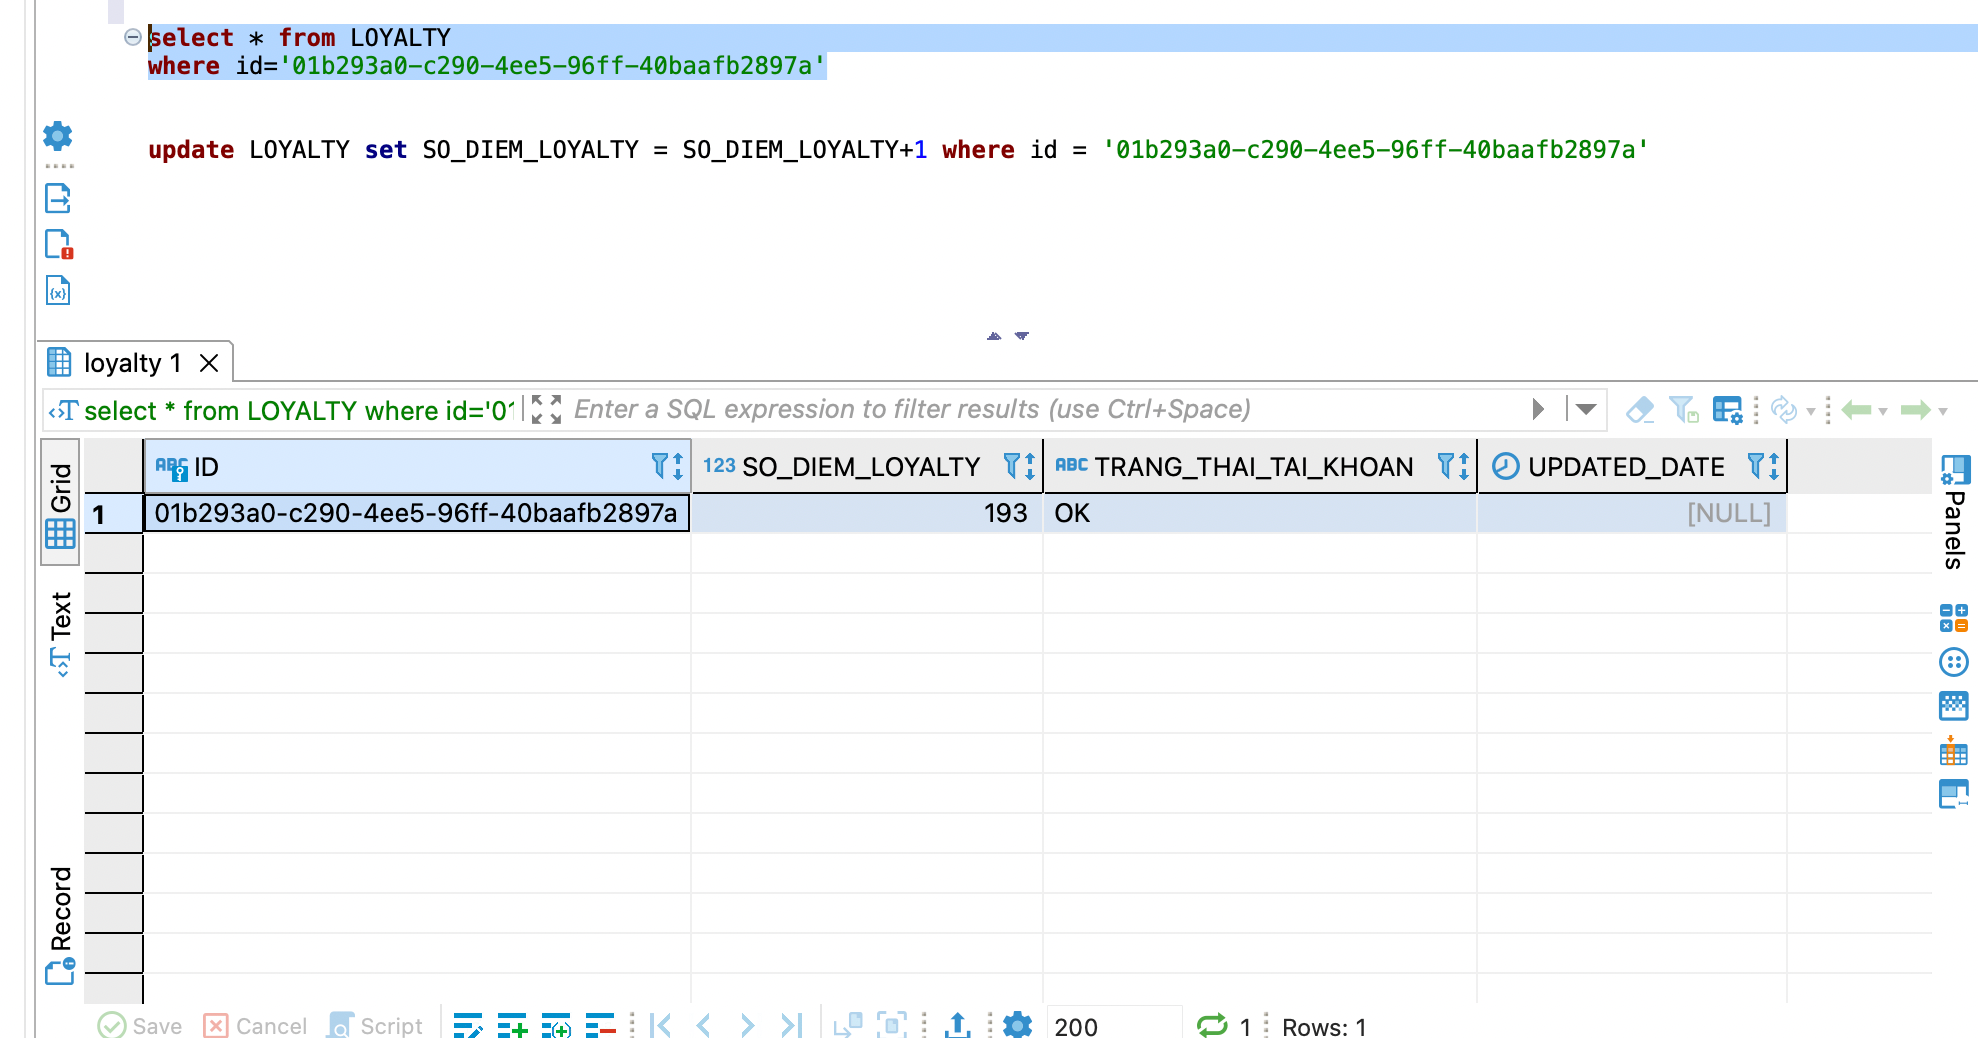 select * from LOYALTY
where id='01b293a0-c290-4ee5-96ff-40baafb2897a'
update LOYALTY set SO_DIEM_LOYALTY = SO_DIEM_LOYALTY+1 where id = '01b293a0-c290-4ee5-96ff-40baafb2897a'
loyalty 1
select * from LOYALTY where id='01
Enter a SQL expression to filter results (use Ctrl+Space)
Grid
Text
Record
Panels
ABC ID 123 SO_DIEM_LOYALTY ABC TRANG_THAI_TAI_KHOAN UPDATED_DATE
1 01b293a0-c290-4ee5-96ff-40baafb2897a 193 OK [NULL]
Save Cancel Script 200 1 Rows: 1